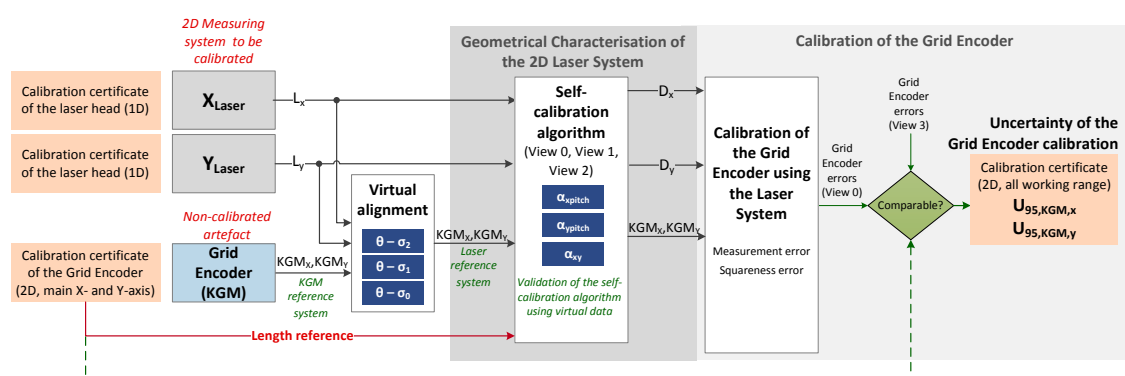 2D Measuring
system to be
calibrated
Calibration certificate
of the laser head (1D)
X Laser
Lx
Calibration certificate
of the laser head (1D)
Y Laser
Ly
Non-calibrated
artefact
Calibration certificate
of the Grid Encoder
(2D, main X- and Y-axis)
Grid
Encoder
(KGM)
KGMX,KGMY
KGM
reference
system
Virtual
alignment
θ – σ2
θ – σ1
θ – σ0
KGMX,KGMY
Laser
reference
system
Length reference
Geometrical Characterisation of
the 2D Laser System
Self-
calibration
algorithm
(View 0, View 1,
View 2)
αxpitch
αypitch
αxy
Validation of the self-
calibration algorithm
using virtual data
Dx
Dy
KGMX,KGMY
Calibration of the Grid Encoder
Calibration of
the Grid
Encoder using
the Laser
System
Measurement error
Squareness error
Grid
Encoder
errors
(View 0)
Grid
Encoder
errors
(View 3)
Comparable?
Uncertainty of the
Grid Encoder calibration
Calibration certificate
(2D, all working range)
U95,KGM,x
U95,KGM,y